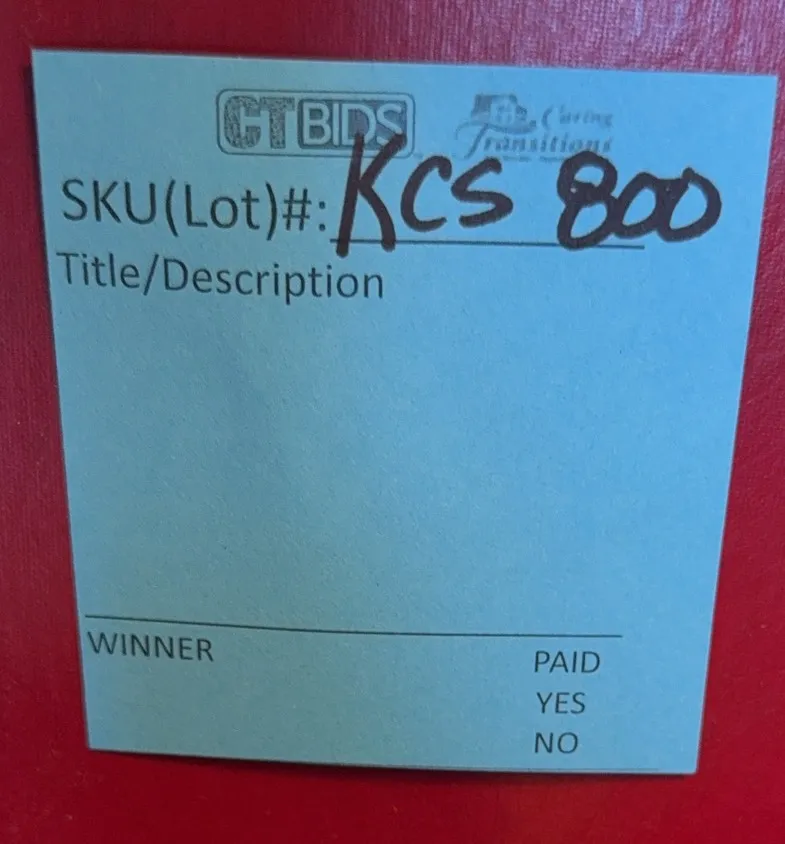 CTBIDS Caring Transitions
SKU(Lot)#: KCS 800
Title/Description
WINNER PAID
YES
NO